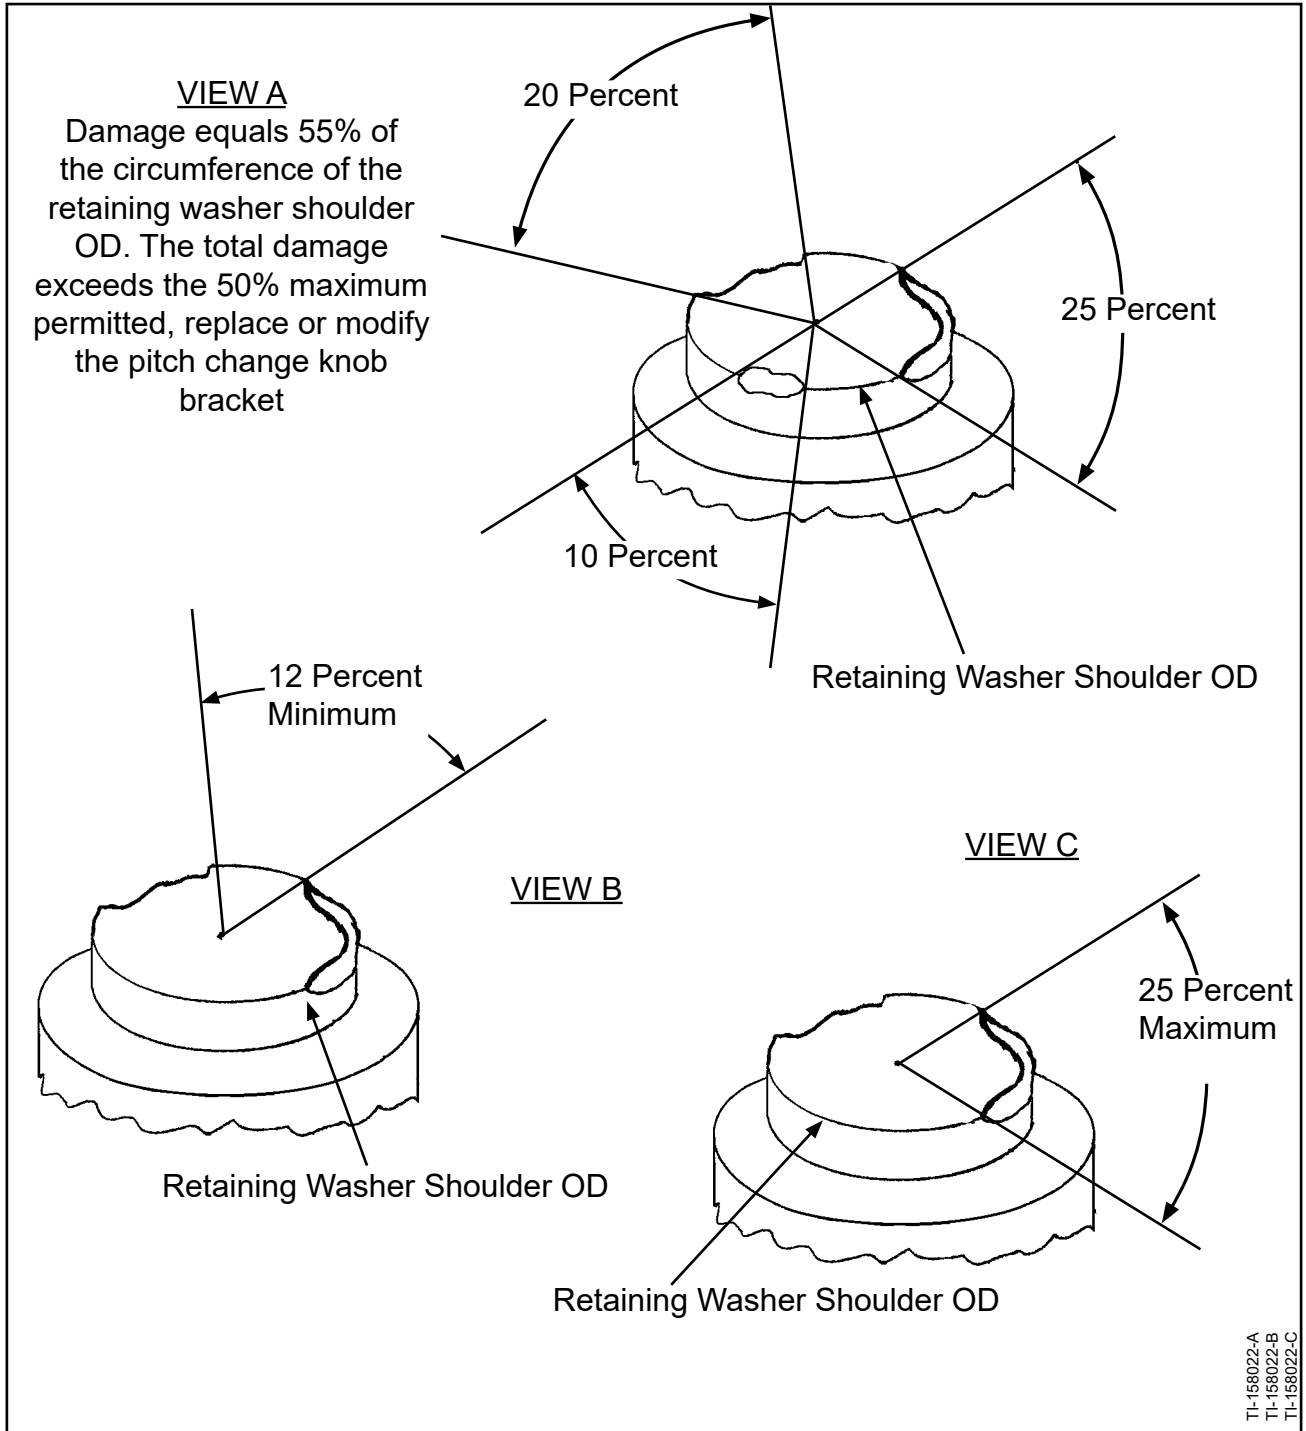 VIEW A
Damage equals 55% of
the circumference of the
retaining washer shoulder
OD. The total damage
exceeds the 50% maximum
permitted, replace or modify
the pitch change knob
bracket
20 Percent
25 Percent
10 Percent
Retaining Washer Shoulder OD
12 Percent
Minimum
VIEW B
Retaining Washer Shoulder OD
VIEW C
25 Percent
Maximum
Retaining Washer Shoulder OD
TI-158022-A
TI-158022-B
TI-158022-C